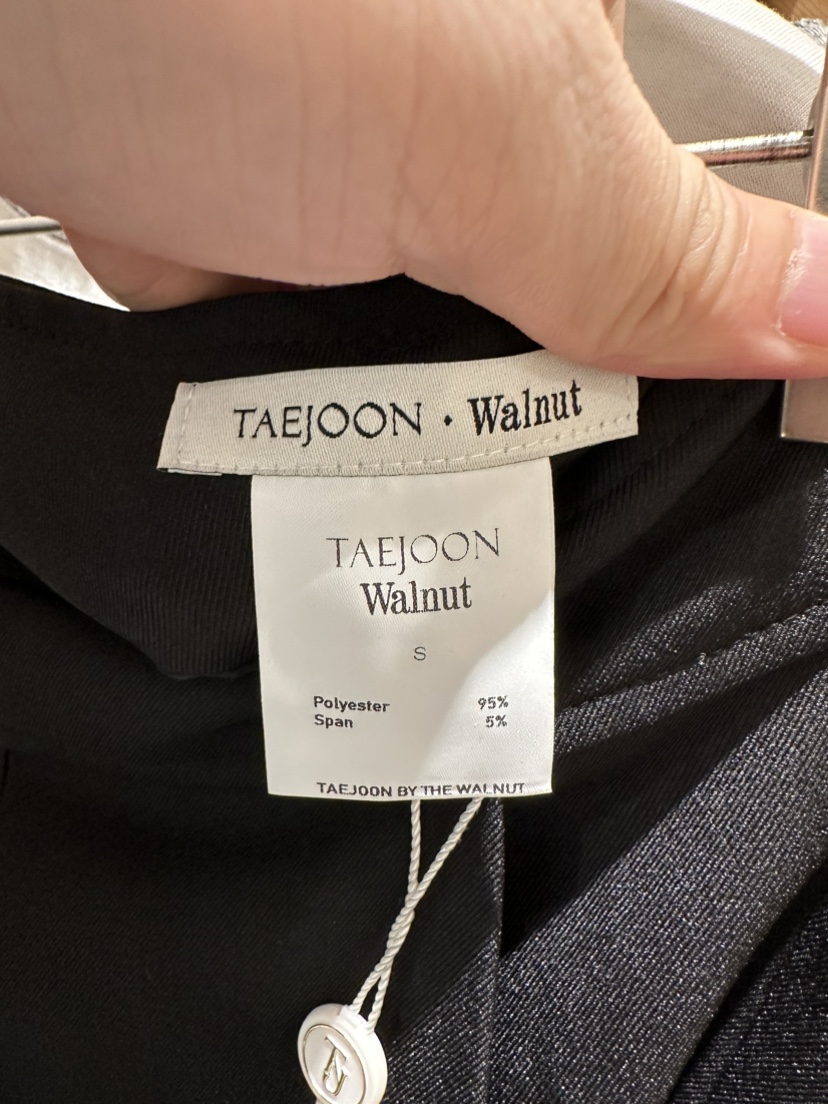 TAEJOON · Walnut
TAEJOON
Walnut
S
Polyester 95%
Span 5%
TAEJOON BY THE WALNUT